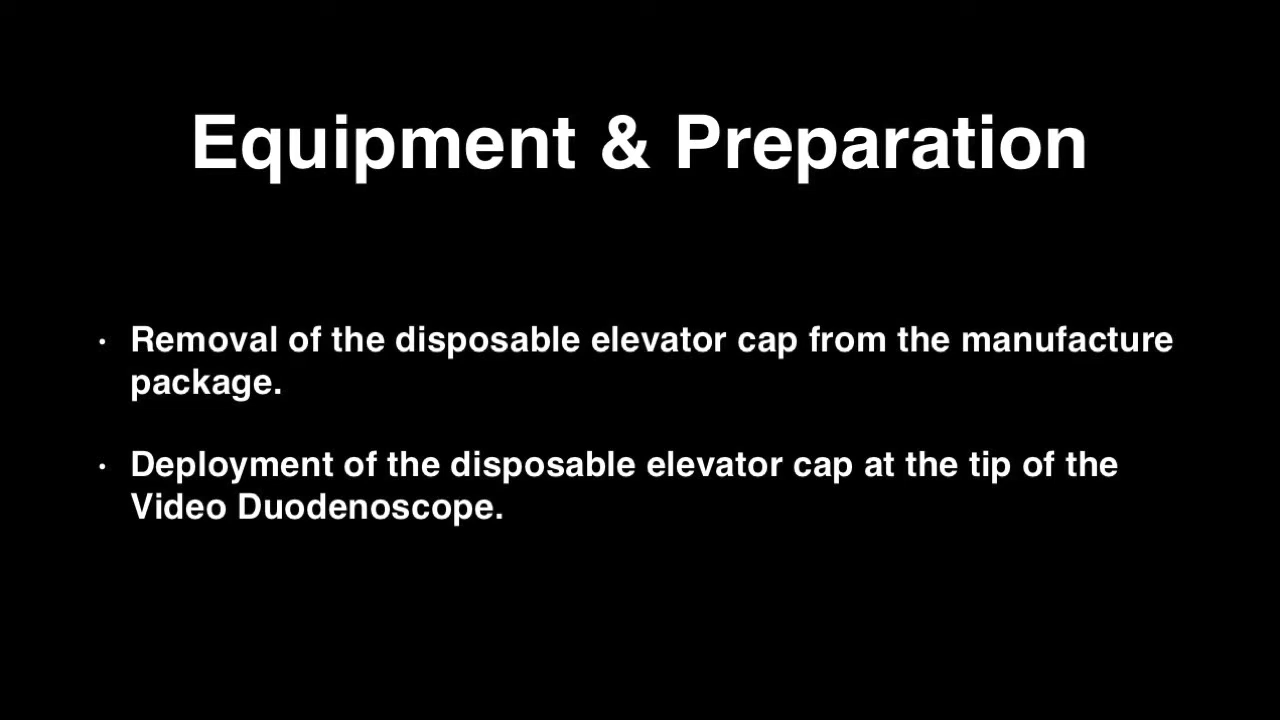 Equipment & Preparation
· Removal of the disposable elevator cap from the manufacture
package.
· Deployment of the disposable elevator cap at the tip of the
Video Duodenoscope.